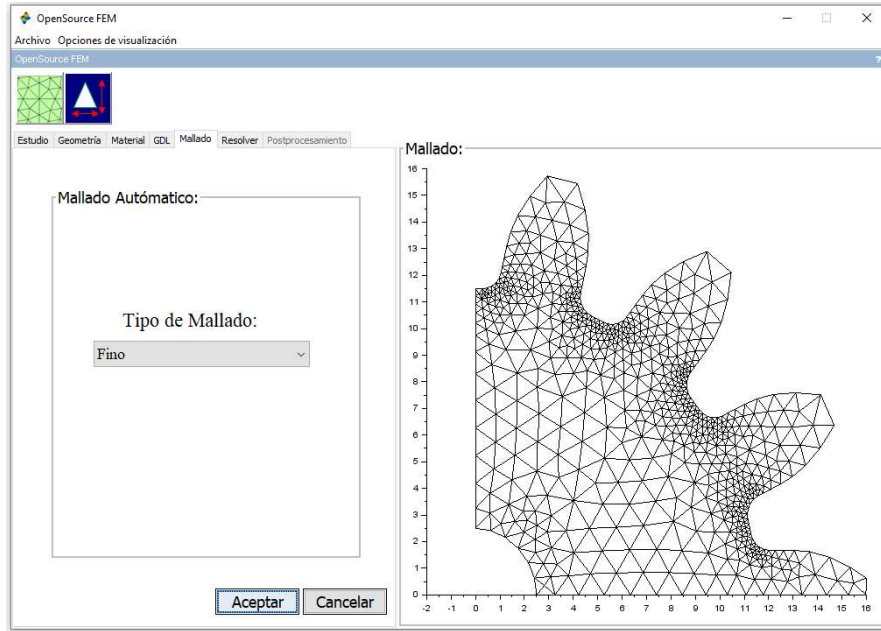 OpenSource FEM
Archivo Opciones de visualización
OpenSource FEM ?
Estudio Geometría Material GDL Mallado Resolver Postprocesamiento
Mallado Autómatico:
Tipo de Mallado:
Fino
Aceptar Cancelar
Mallado:
16
15
14
13
12
11
10
9
8
7
6
5
4
3
2
1
0
-2 -1 0 1 2 3 4 5 6 7 8 9 10 11 12 13 14 15 16